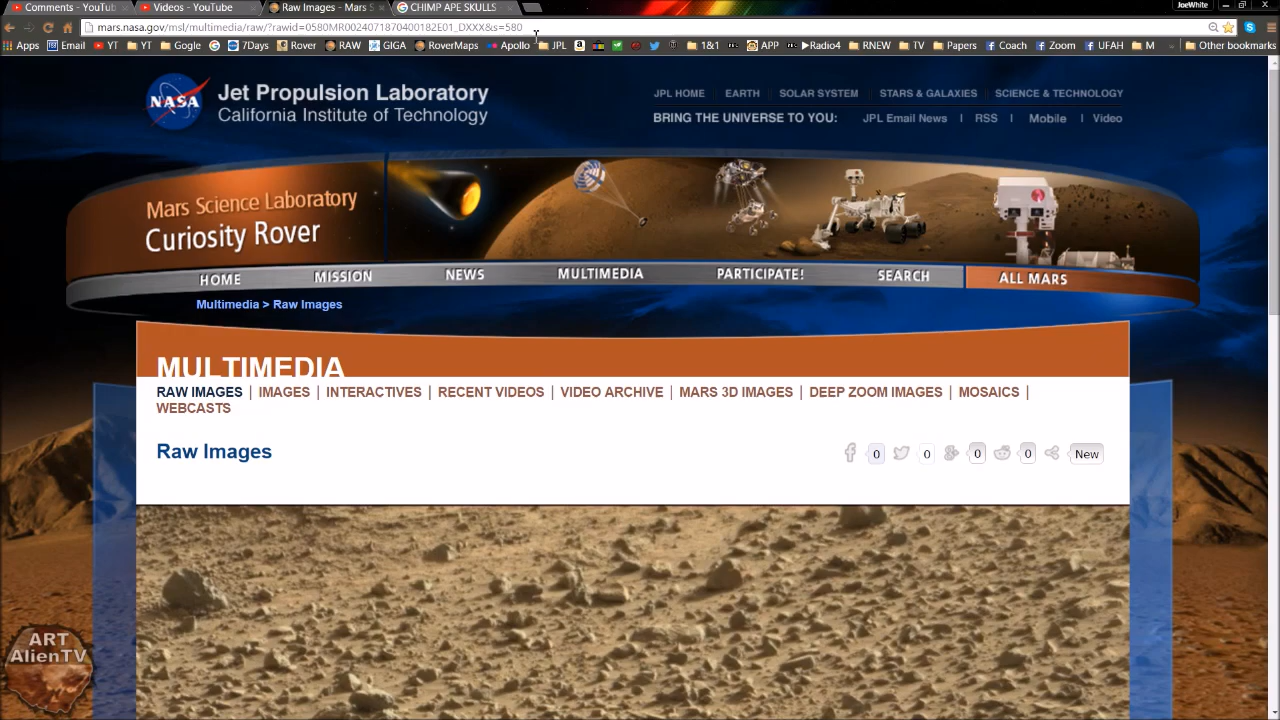 Comments - YouTub
Videos - YouTube
Raw Images - Mars S
CHIMP APE SKULLS
JoeWhite
mars.nasa.gov/msl/multimedia/raw/?rawid=0580MR0024071870400182E01_DXXX&s=580
Apps Email YT YT Gogle 7Days Rover RAW GIGA RoverMaps Apollo JPL 1&1 APP Radio4 RNEW TV Papers Coach Zoom UFAH M » Other bookmarks
NASA
Jet Propulsion Laboratory
California Institute of Technology
JPL HOME EARTH SOLAR SYSTEM STARS & GALAXIES SCIENCE & TECHNOLOGY
BRING THE UNIVERSE TO YOU: JPL Email News | RSS | Mobile | Video
Mars Science Laboratory
Curiosity Rover
HOME MISSION NEWS MULTIMEDIA PARTICIPATE! SEARCH ALL MARS
Multimedia > Raw Images
MULTIMEDIA
RAW IMAGES | IMAGES | INTERACTIVES | RECENT VIDEOS | VIDEO ARCHIVE | MARS 3D IMAGES | DEEP ZOOM IMAGES | MOSAICS |
WEBCASTS
Raw Images
0 0 0 0 New
ART
AlienTV